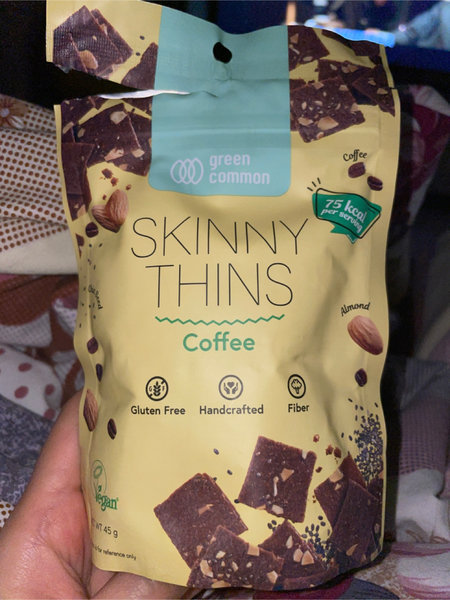 green
common
Coffee
75 kcal
per serving
SKINNY
THINS
Almond
Coffee
Gluten Free
Handcrafted
Fiber
Vegan
WT 45 g
for reference only